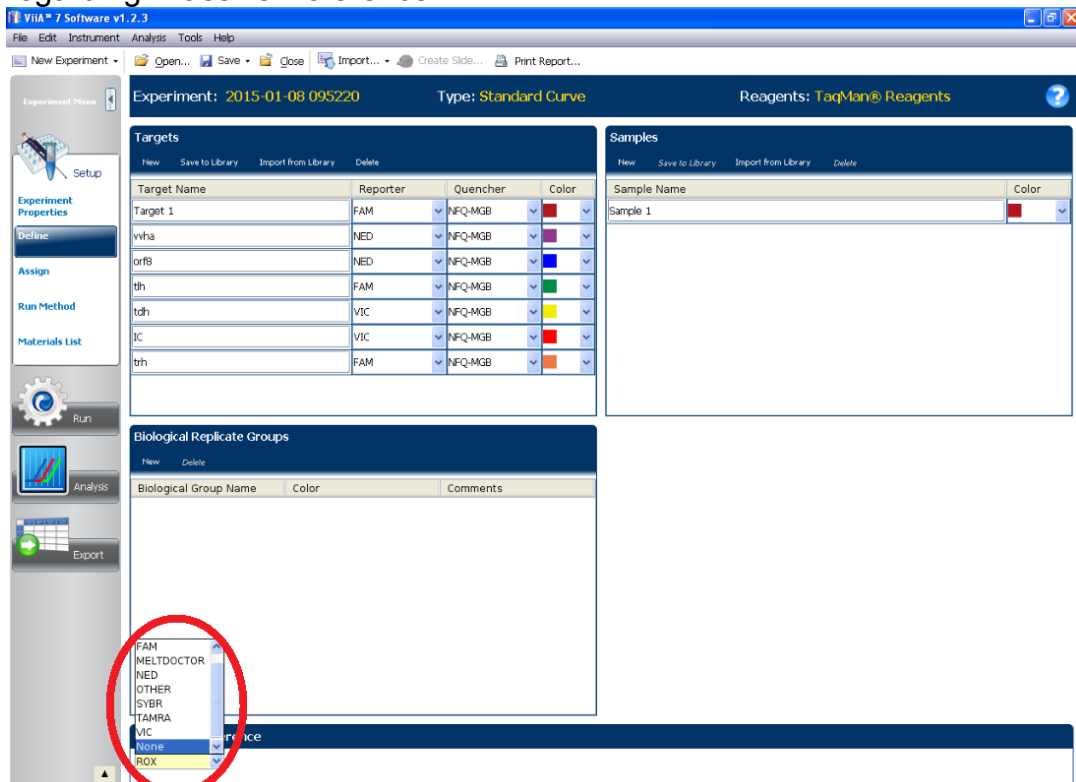 ViiA™ 7 Software v1.2.3
File Edit Instrument Analysis Tools Help
New Experiment Open... Save Close Import... Create Slide... Print Report...
Experiment Menu
Experiment: 2015-01-08 095220 Type: Standard Curve Reagents: TaqMan® Reagents
Setup
Experiment Properties
Define
Assign
Run Method
Materials List
Run
Analysis
Export
Targets
New Save to Library Import from Library Delete
Target Name Reporter Quencher Color
Target 1 FAM NFQ-MGB
vvha NED NFQ-MGB
orf8 NED NFQ-MGB
tlh FAM NFQ-MGB
tdh VIC NFQ-MGB
IC VIC NFQ-MGB
trh FAM NFQ-MGB
Samples
New Save to Library Import from Library Delete
Sample Name Color
Sample 1
Biological Replicate Groups
New Delete
Biological Group Name Color Comments
FAM
MELTDOCTOR
NED
OTHER
SYBR
TAMRA
VIC
None
ROX